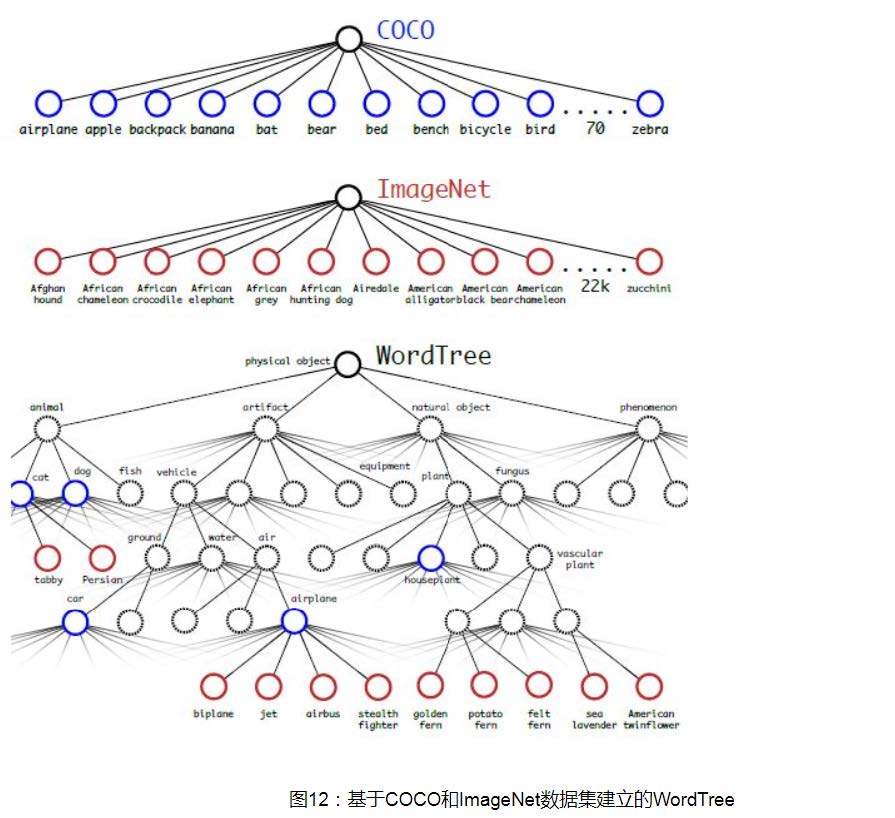 COCO
airplane apple backpack banana bat bear bed bench bicycle bird ..... 70 zebra
ImageNet
Afghan African African African African African Airedale American American American ..... 22k zucchini
hound chameleon crocodile elephant grey hunting dog alligator black bear chameleon
physical object WordTree
animal artifact natural object phenomenon
cat dog fish vehicle equipment plant fungus
ground water air vascular
plant
tabby Persian houseplant
car airplane
biplane jet airbus stealth golden potato felt sea American
fighter fern fern fern lavender twinflower
图12：基于COCO和ImageNet数据集建立的WordTree